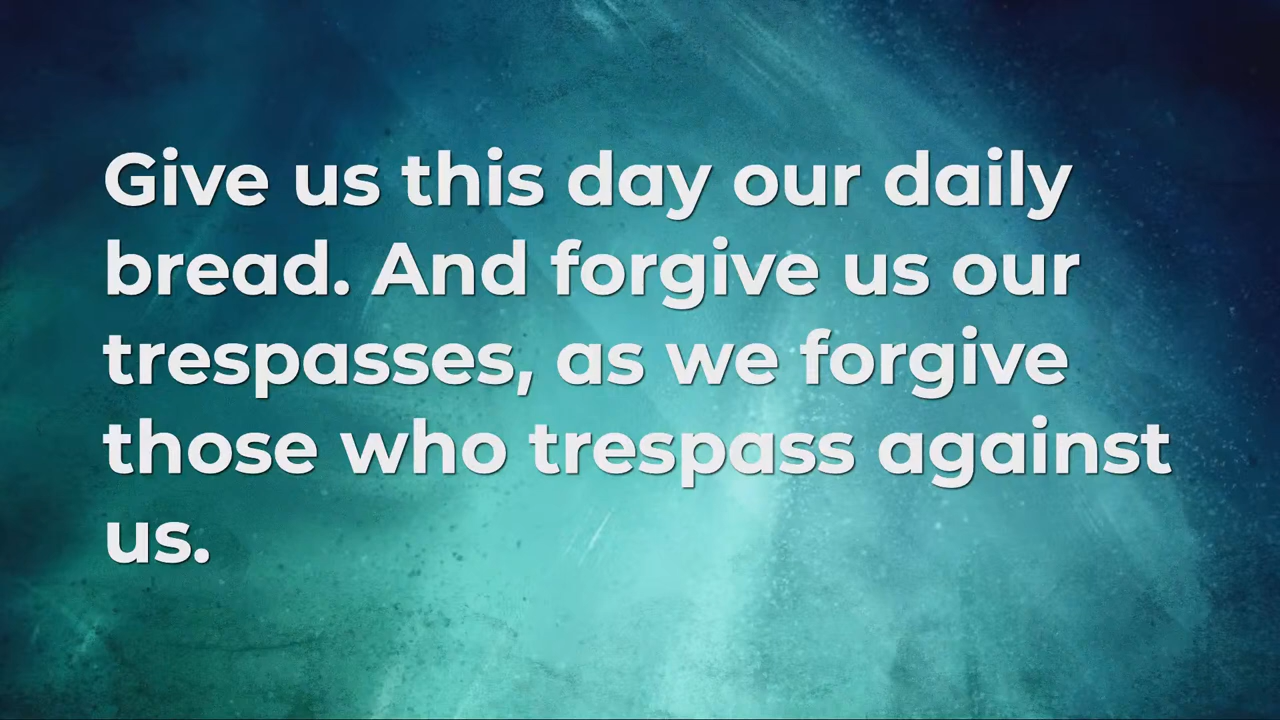 Give us this day our daily
bread. And forgive us our
trespasses, as we forgive
those who trespass against
us.